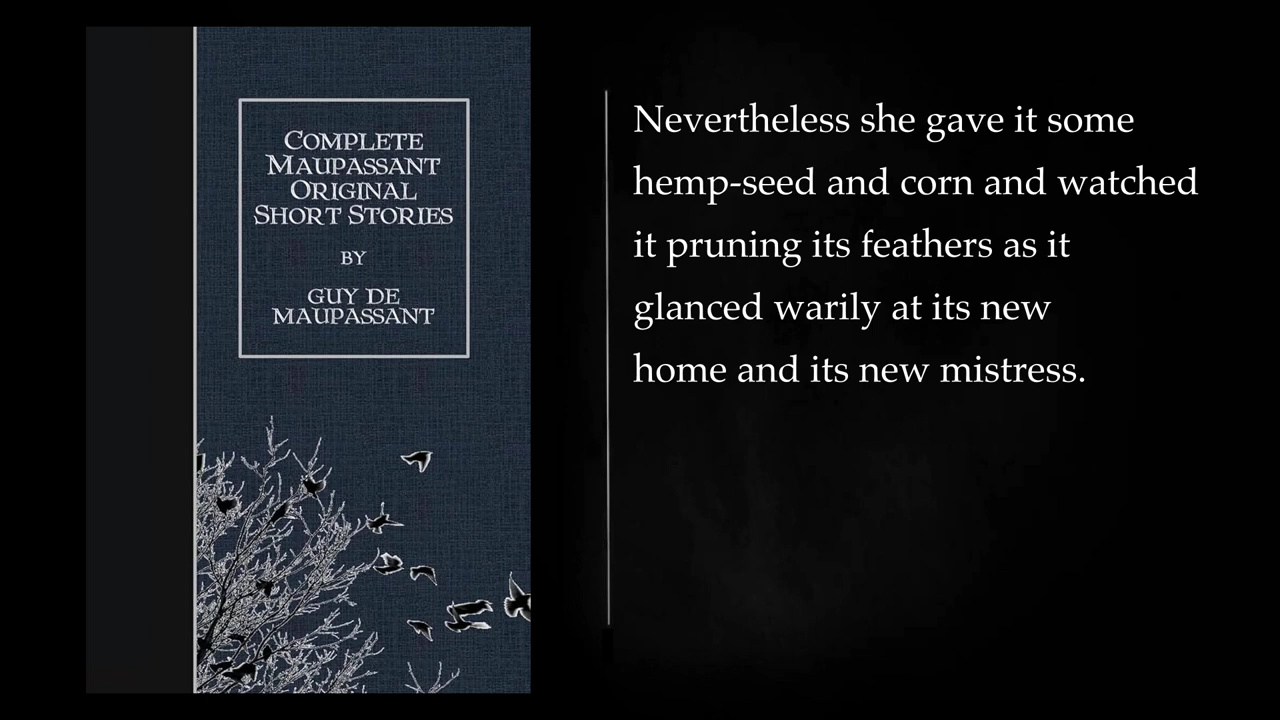 COMPLETE
MAUPASSANT
ORIGINAL
SHORT STORIES
BY
GUY DE
MAUPASSANT
Nevertheless she gave it some
hemp-seed and corn and watched
it pruning its feathers as it
glanced warily at its new
home and its new mistress.